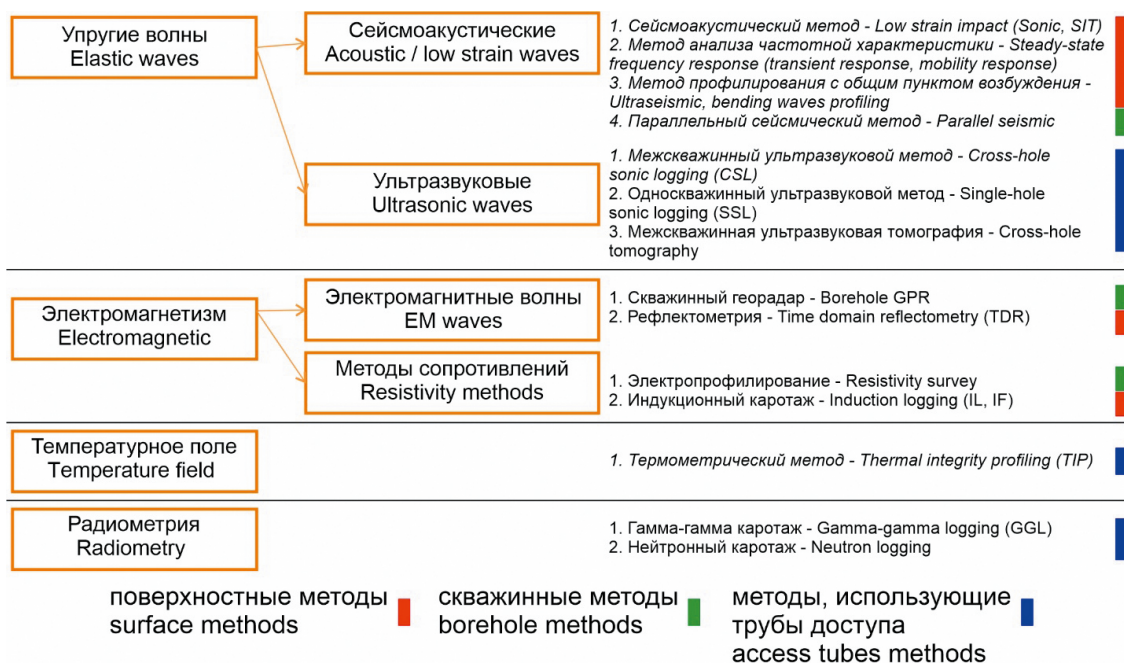 Упругие волны
Elastic waves
Сейсмоакустические
Acoustic / low strain waves
1. Сейсмоакустический метод - Low strain impact (Sonic, SIT)
2. Метод анализа частотной характеристики - Steady-state
frequency response (transient response, mobility response)
3. Метод профилирования с общим пунктом возбуждения -
Ultraseismic, bending waves profiling
4. Параллельный сейсмический метод - Parallel seismic
Ультразвуковые
Ultrasonic waves
1. Межскважинный ультразвуковой метод - Cross-hole
sonic logging (CSL)
2. Односкважинный ультразвуковой метод - Single-hole
sonic logging (SSL)
3. Межскважинная ультразвуковая томография - Cross-hole
tomography
Электромагнетизм
Electromagnetic
Электромагнитные волны
EM waves
1. Скважинный георадар - Borehole GPR
2. Рефлектометрия - Time domain reflectometry (TDR)
Методы сопротивлений
Resistivity methods
1. Электропрофилирование - Resistivity survey
2. Индукционный каротаж - Induction logging (IL, IF)
Температурное поле
Temperature field
1. Термометрический метод - Thermal integrity profiling (TIP)
Радиометрия
Radiometry
1. Гамма-гамма каротаж - Gamma-gamma logging (GGL)
2. Нейтронный каротаж - Neutron logging
поверхностные методы
surface methods
скважинные методы
borehole methods
методы, использующие
трубы доступа
access tubes methods